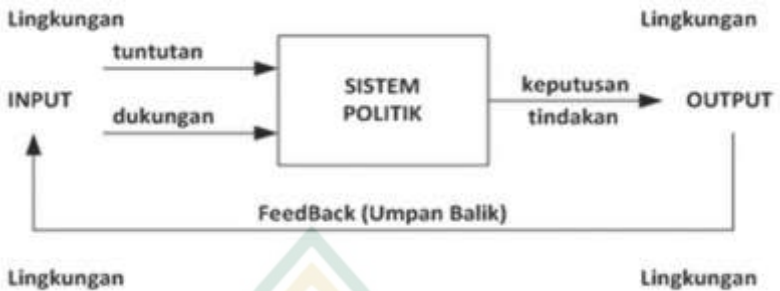 Lingkungan
Lingkungan
tuntutan
INPUT
dukungan
SISTEM
POLITIK
keputusan
tindakan
OUTPUT
FeedBack (Umpan Balik)
Lingkungan
Lingkungan